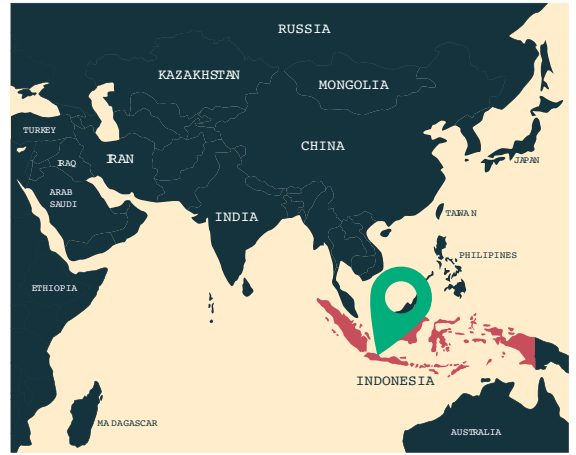 RUSSIA
KAZAKHSTAN
MONGOLIA
TURKEY
CHINA
IRAQ
IRAN
JAPAN
ARAB
SAUDI
INDIA
TAIWAN
PHILIPINES
ETHIOPIA
INDONESIA
MADAGASCAR
AUSTRALIA